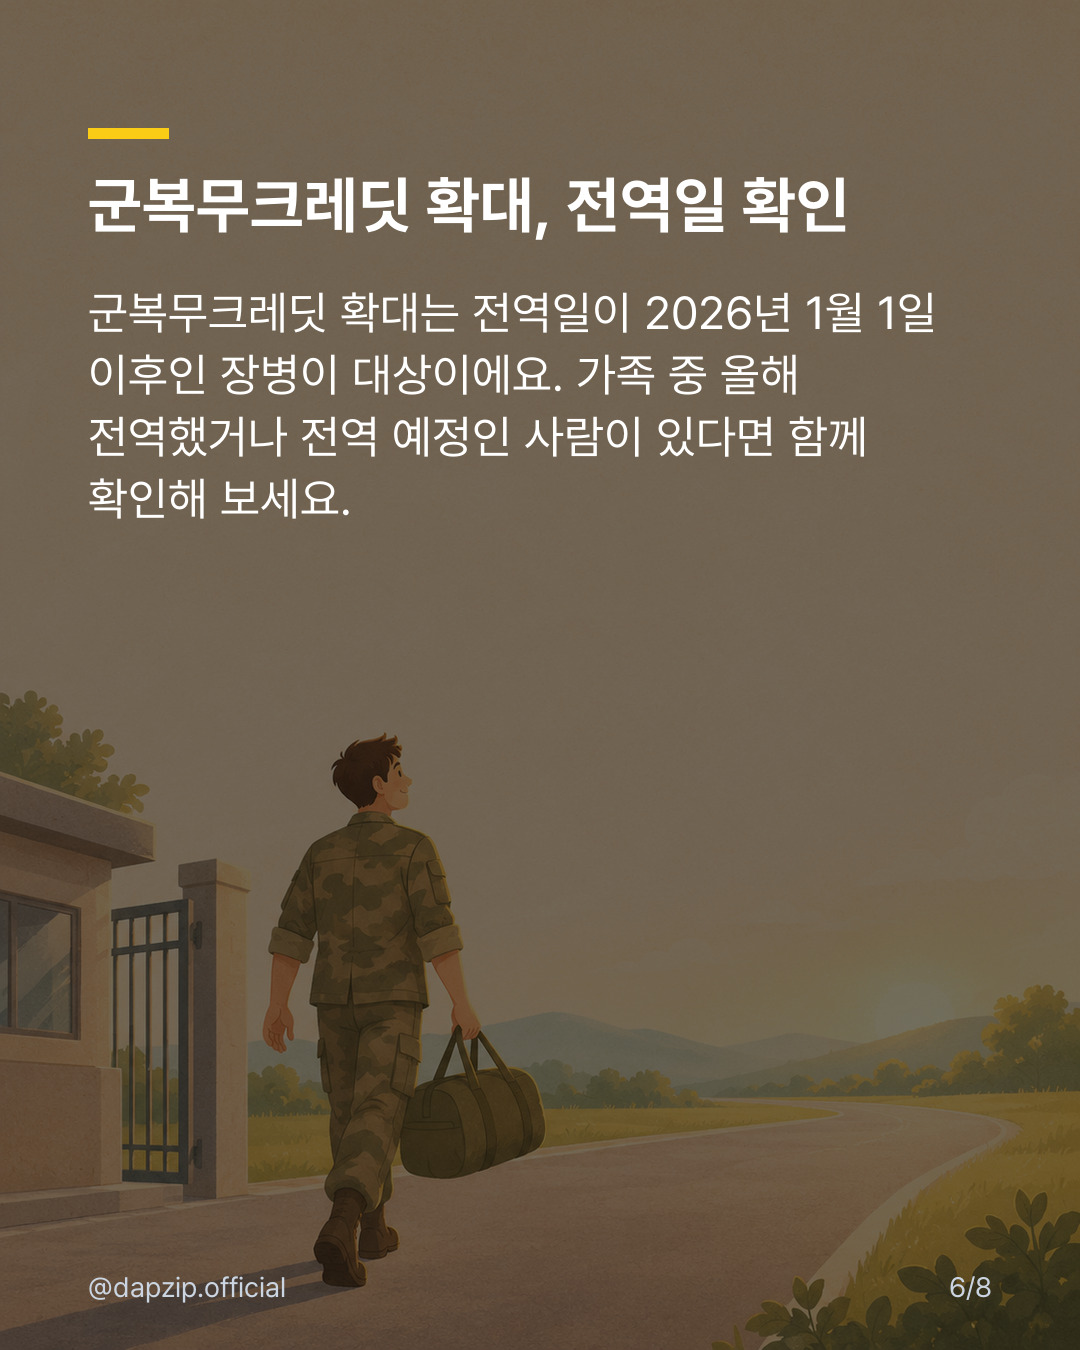 군복무크레딧 확대, 전역일 확인
군복무크레딧 확대는 전역일이 2026년 1월 1일
이후인 장병이 대상이에요. 가족 중 올해
전역했거나 전역 예정인 사람이 있다면 함께
확인해 보세요.
@dapzip.official
6/8